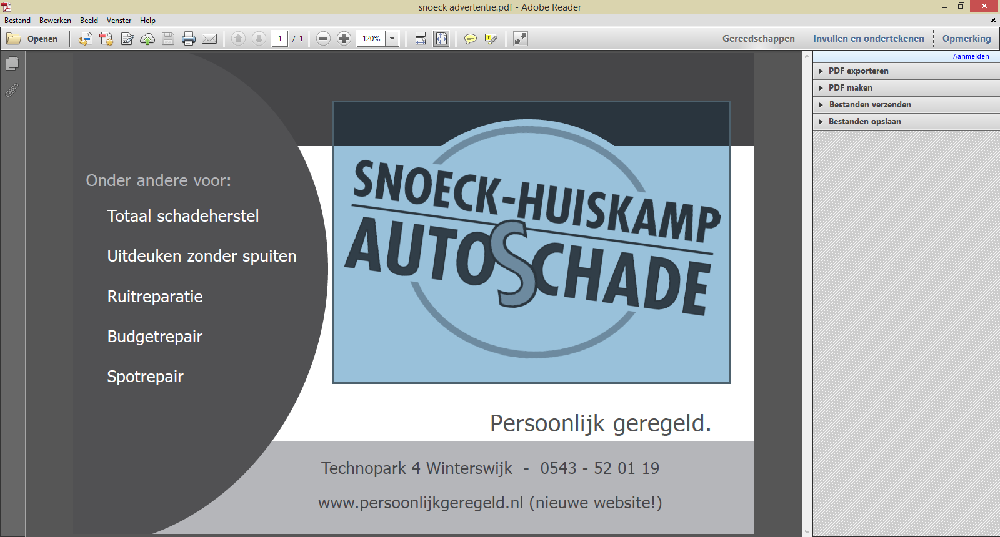 snoeck advertentie.pdf - Adobe Reader
Bestand Bewerken Beeld Venster Help
Openen 1 / 1 120% Gereedschappen Invullen en ondertekenen Opmerking
Aanmelden
PDF exporteren
PDF maken
Bestanden verzenden
Bestanden opslaan
Onder andere voor:
Totaal schadeherstel
Uitdeuken zonder spuiten
Ruitreparatie
Budgetrepair
Spotrepair
SNOECK-HUISKAMP
AUTOSCHADE
Persoonlijk geregeld.
Technopark 4 Winterswijk - 0543 - 52 01 19
www.persoonlijkgeregeld.nl (nieuwe website!)